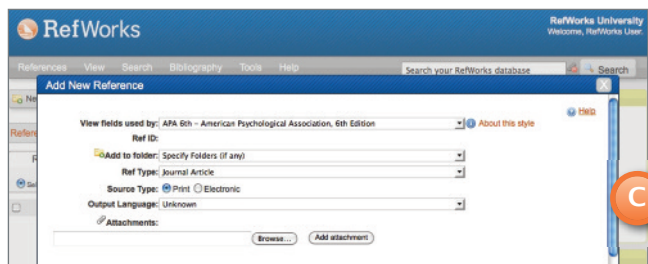 RefWorks
RefWorks University
Welcome, RefWorks User.
References View Search Bibliography Tools Help
Search your RefWorks database
Search
Add New Reference
X
Ne
Help
View fields used by: APA 6th - American Psychological Association, 6th Edition
About this style
Refere
Ref ID:
Add to folder: Specify Folders (if any)
Ref Type: Journal Article
Source Type: Print Electronic
Output Language: Unknown
Attachments:
Browse...
Add attachment
C